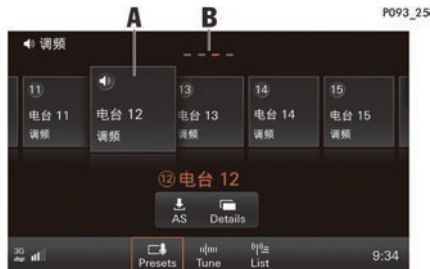 A
B
P093_25
调频
11
12
13
14
15
电台 11
电台 12
电台 13
电台 14
电台 15
调频
调频
调频
调频
调频
⑫电台 12
AS
Details
3G
Presets
Tune
List
9:34